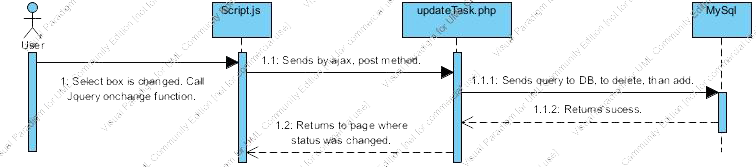 Script.js
updateTask.php
MySql
User
1: Select box is changed. Call
Jquery onchange function.
1.1: Sends by ajax, post method.
1.1.1: Sends query to DB, to delete, than add.
1.1.2: Returns sucess.
1.2: Returns to page where
status was changed.